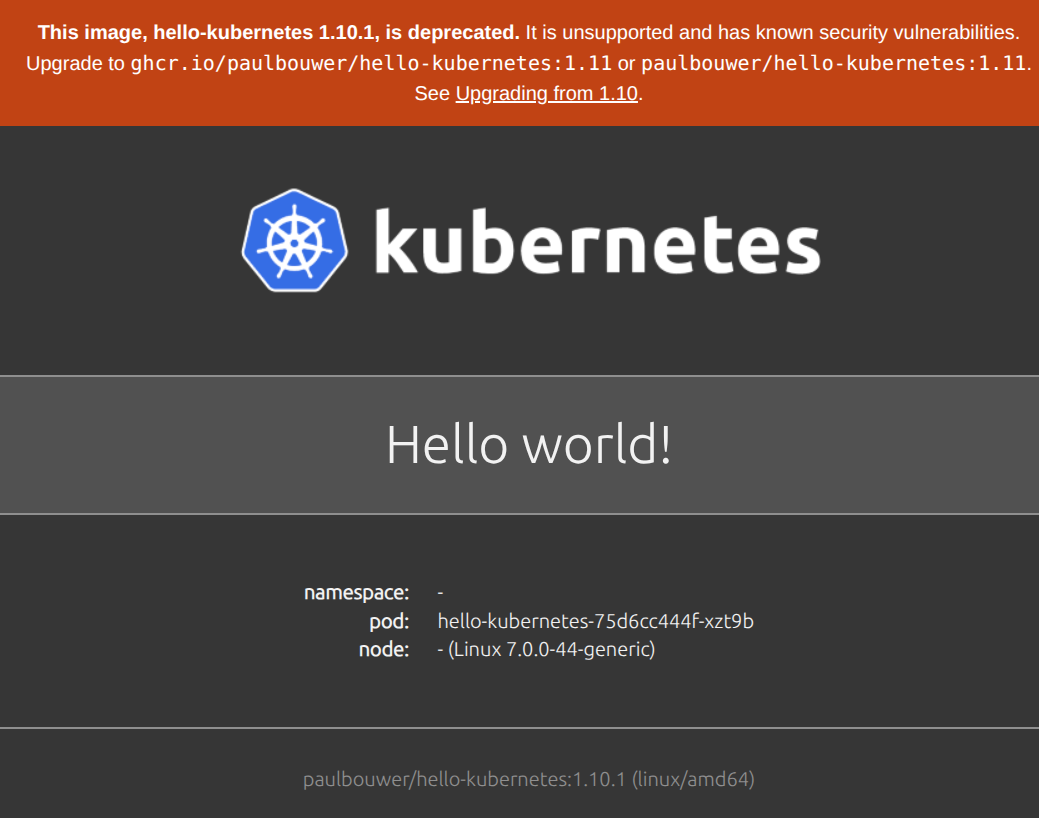 This image, hello-kubernetes 1.10.1, is deprecated. It is unsupported and has known security vulnerabilities.
Upgrade to ghcr.io/paulbouwer/hello-kubernetes:1.11 or paulbouwer/hello-kubernetes:1.11.
See Upgrading from 1.10.
kubernetes
Hello world!
namespace: -
pod: hello-kubernetes-75d6cc444f-xzt9b
node: - (Linux 7.0.0-44-generic)
paulbouwer/hello-kubernetes:1.10.1 (linux/amd64)